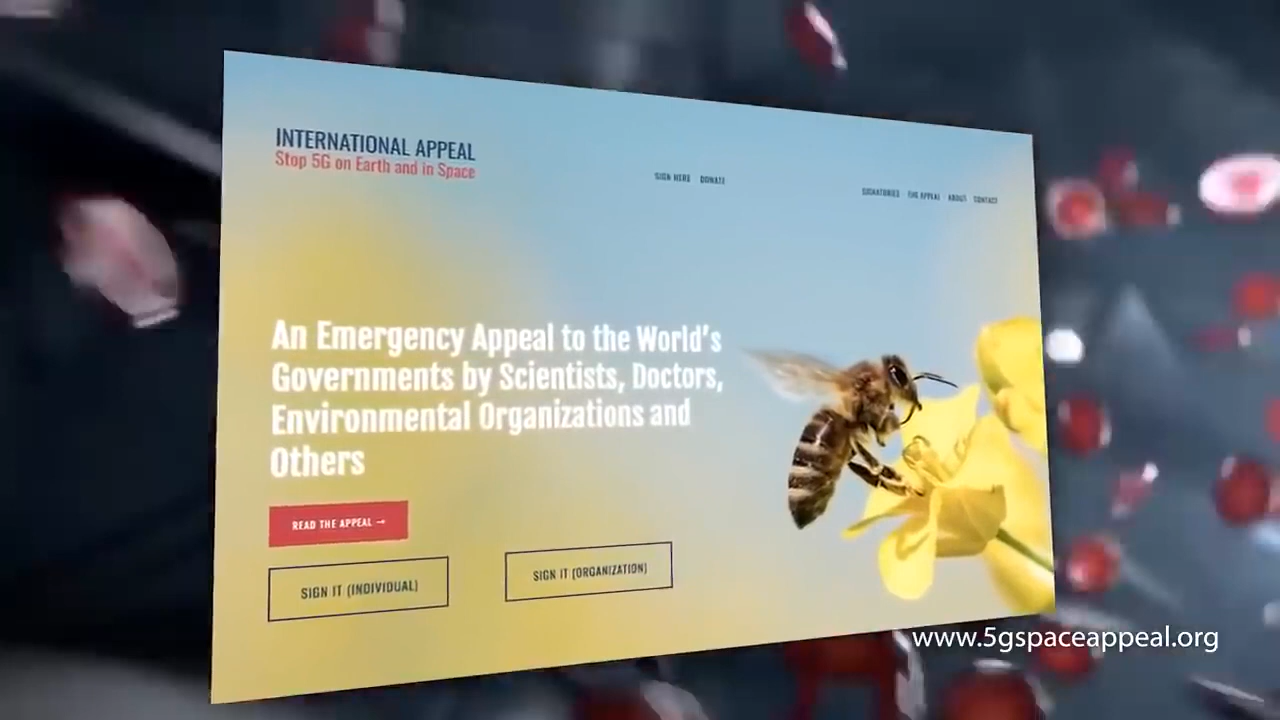 INTERNATIONAL APPEAL
Stop 5G on Earth and in Space
SIGN HERE DONATE
SIGNATORIES THE APPEAL ABOUT CONTACT
An Emergency Appeal to the World's
Governments by Scientists, Doctors,
Environmental Organizations and
Others
READ THE APPEAL →
SIGN IT (INDIVIDUAL)
SIGN IT (ORGANIZATION)
www.5gspaceappeal.org